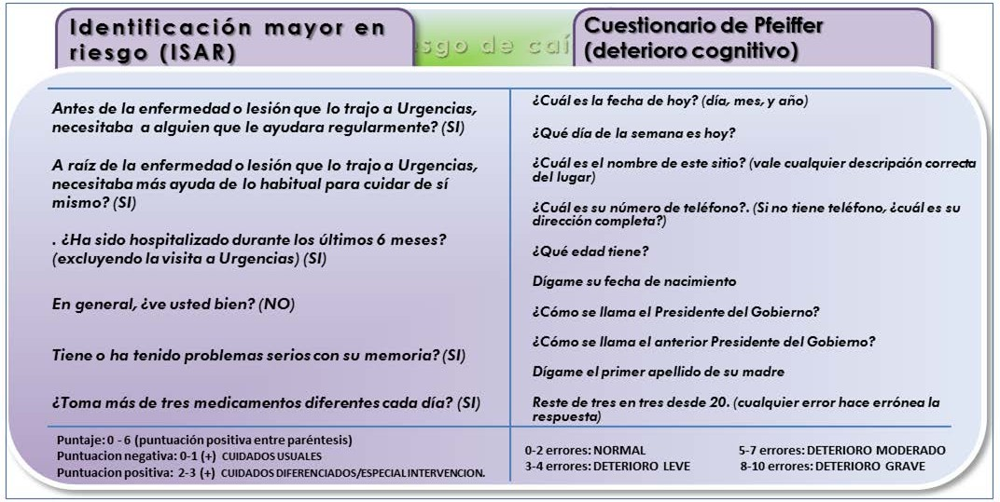 Identificación mayor en
riesgo (ISAR)
esgo de caí
Cuestionario de Pfeiffer
(deterioro cognitivo)
Antes de la enfermedad o lesión que lo trajo a Urgencias,
necesitaba a alguien que le ayudara regularmente? (SI)
A raíz de la enfermedad o lesión que lo trajo a Urgencias,
necesitaba más ayuda de lo habitual para cuidar de sí
mismo? (SI)
. ¿Ha sido hospitalizado durante los últimos 6 meses?
(excluyendo la visita a Urgencias) (SI)
En general, ¿ve usted bien? (NO)
Tiene o ha tenido problemas serios con su memoria? (SI)
¿Toma más de tres medicamentos diferentes cada día? (SI)
Puntaje: 0 - 6 (puntuación positiva entre paréntesis)
Puntuacion negativa: 0-1 (+) CUIDADOS USUALES
Puntuacion positiva: 2-3 (+) CUIDADOS DIFERENCIADOS/ESPECIAL INTERVENCION.
¿Cuál es la fecha de hoy? (día, mes, y año)
¿Qué día de la semana es hoy?
¿Cuál es el nombre de este sitio? (vale cualquier descripción correcta
del lugar)
¿Cuál es su número de teléfono?. (Si no tiene teléfono, ¿cuál es su
dirección completa?)
¿Qué edad tiene?
Dígame su fecha de nacimiento
¿Cómo se llama el Presidente del Gobierno?
¿Cómo se llama el anterior Presidente del Gobierno?
Dígame el primer apellido de su madre
Reste de tres en tres desde 20. (cualquier error hace errónea la
respuesta)
0-2 errores: NORMAL
3-4 errores: DETERIORO LEVE
5-7 errores: DETERIORO MODERADO
8-10 errores: DETERIORO GRAVE